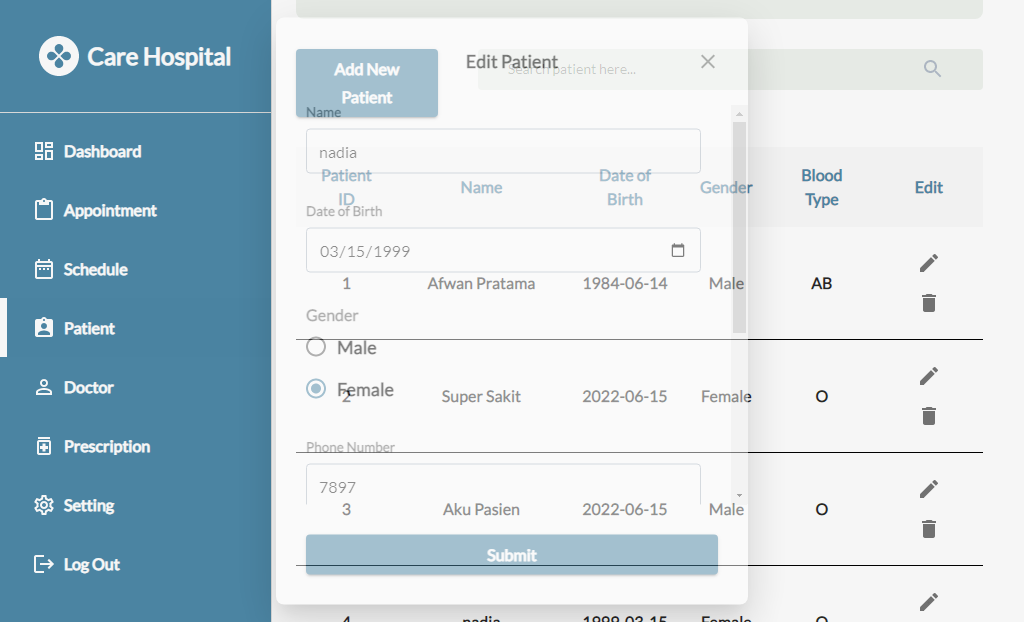 Care Hospital
Dashboard
Appointment
Schedule
Patient
Doctor
Prescription
Setting
Log Out
Add New
Patient
Search patient here...
Edit Patient
Name
nadia
Date of Birth
03/15/1999
Gender
Male
Female
Phone Number
7897
Submit
Patient
ID
Name
Date of
Birth
Gender
Blood
Type
Edit
1 Afwan Pratama 1984-06-14 Male AB
2 Super Sakit 2022-06-15 Female O
3 Aku Pasien 2022-06-15 Male O
4 nadia 1999-03-15 Female O